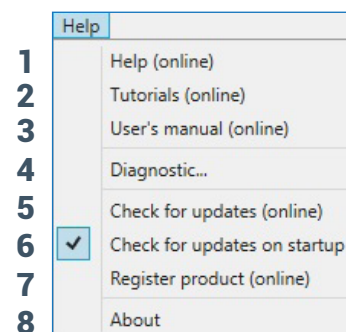 Help
1 Help (online)
2 Tutorials (online)
3 User's manual (online)
4 Diagnostic...
5 Check for updates (online)
6 Check for updates on startup
7 Register product (online)
8 About